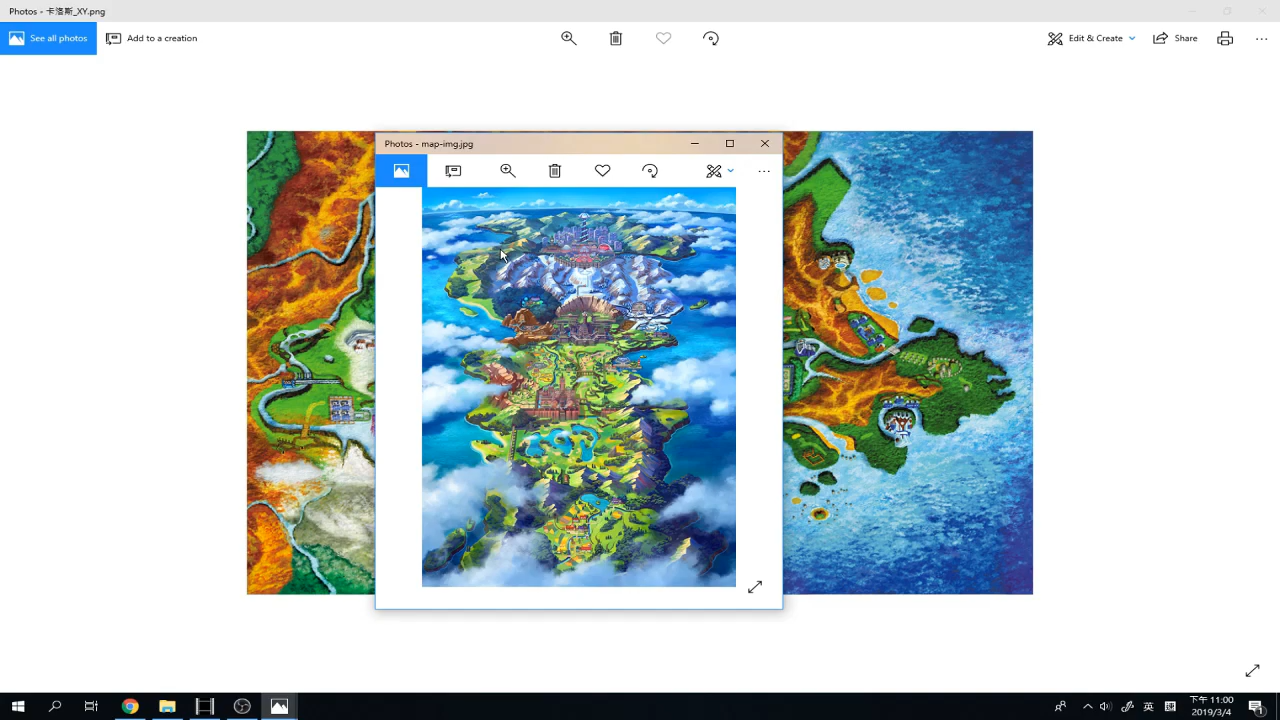 Photos - 卡洛斯_XY.png
See all photos
Add to a creation
Edit & Create
Share
Photos - map-img.jpg
英
下午 11:00
2019/3/4
1